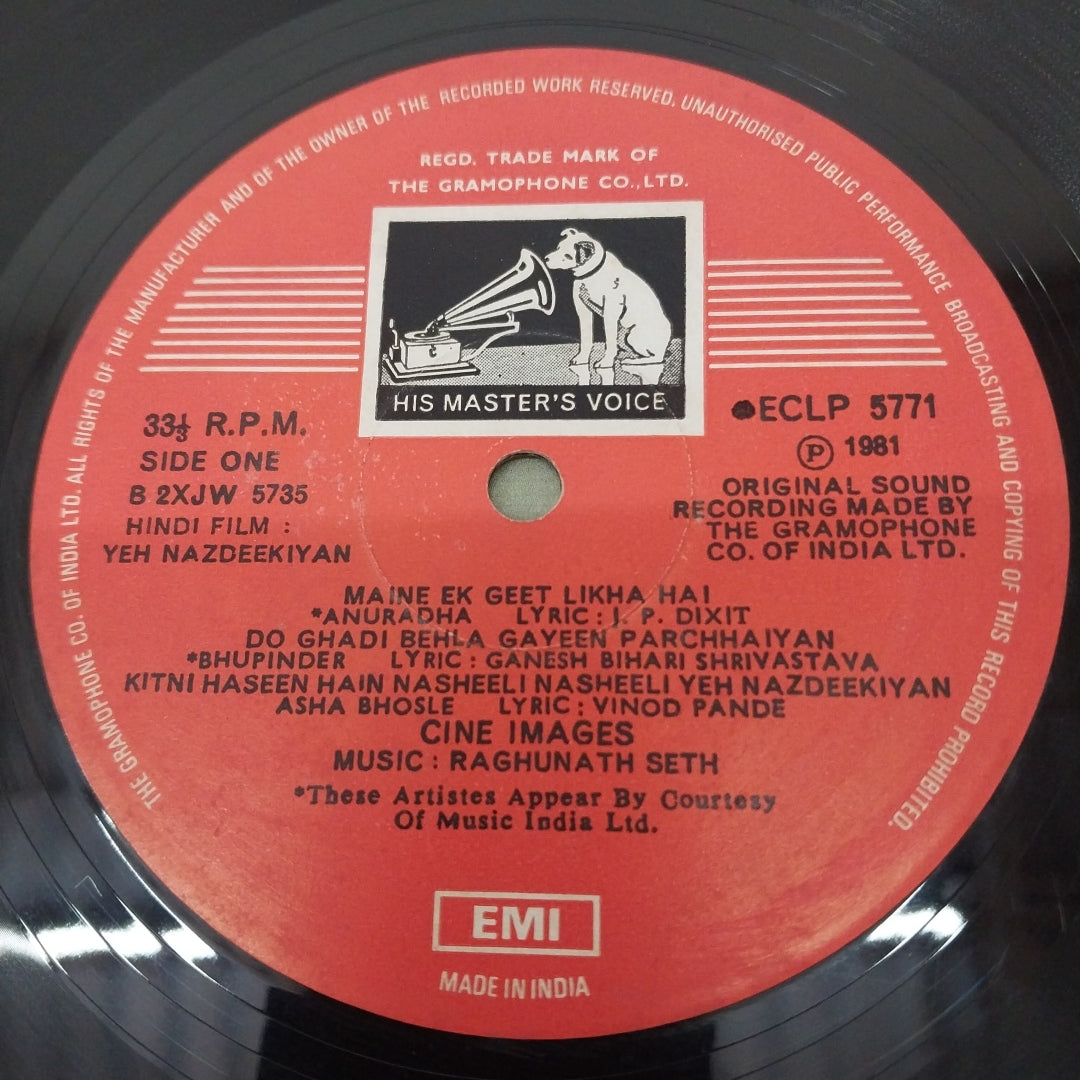 THE GRAMOPHONE CO. OF INDIA LTD. ALL RIGHTS OF THE MANUFACTURER AND OF THE OWNER OF THE RECORDED WORK RESERVED. UNAUTHORISED PUBLIC PERFORMANCE BROADCASTING AND COPYING OF THIS RECORD PROHIBITED.
REGD. TRADE MARK OF
THE GRAMOPHONE CO., LTD.
HIS MASTER'S VOICE
33⅓ R.P.M.
SIDE ONE
B 2XJW 5735
HINDI FILM :
YEH NAZDEEKIYAN
ECLP 5771
Ⓟ 1981
ORIGINAL SOUND
RECORDING MADE BY
THE GRAMOPHONE
CO. OF INDIA LTD.
MAINE EK GEET LIKHA HAI
*ANURADHA LYRIC : J. P. DIXIT
DO GHADI BEHLA GAYEEN PARCHHAIYAN
*BHUPINDER LYRIC : GANESH BIHARI SHRIVASTAVA
KITNI HASEEN HAIN NASHEELI NASHEELI YEH NAZDEEKIYAN
ASHA BHOSLE LYRIC : VINOD PANDE
CINE IMAGES
MUSIC : RAGHUNATH SETH
*These Artistes Appear By Courtesy
Of Music India Ltd.
EMI
MADE IN INDIA